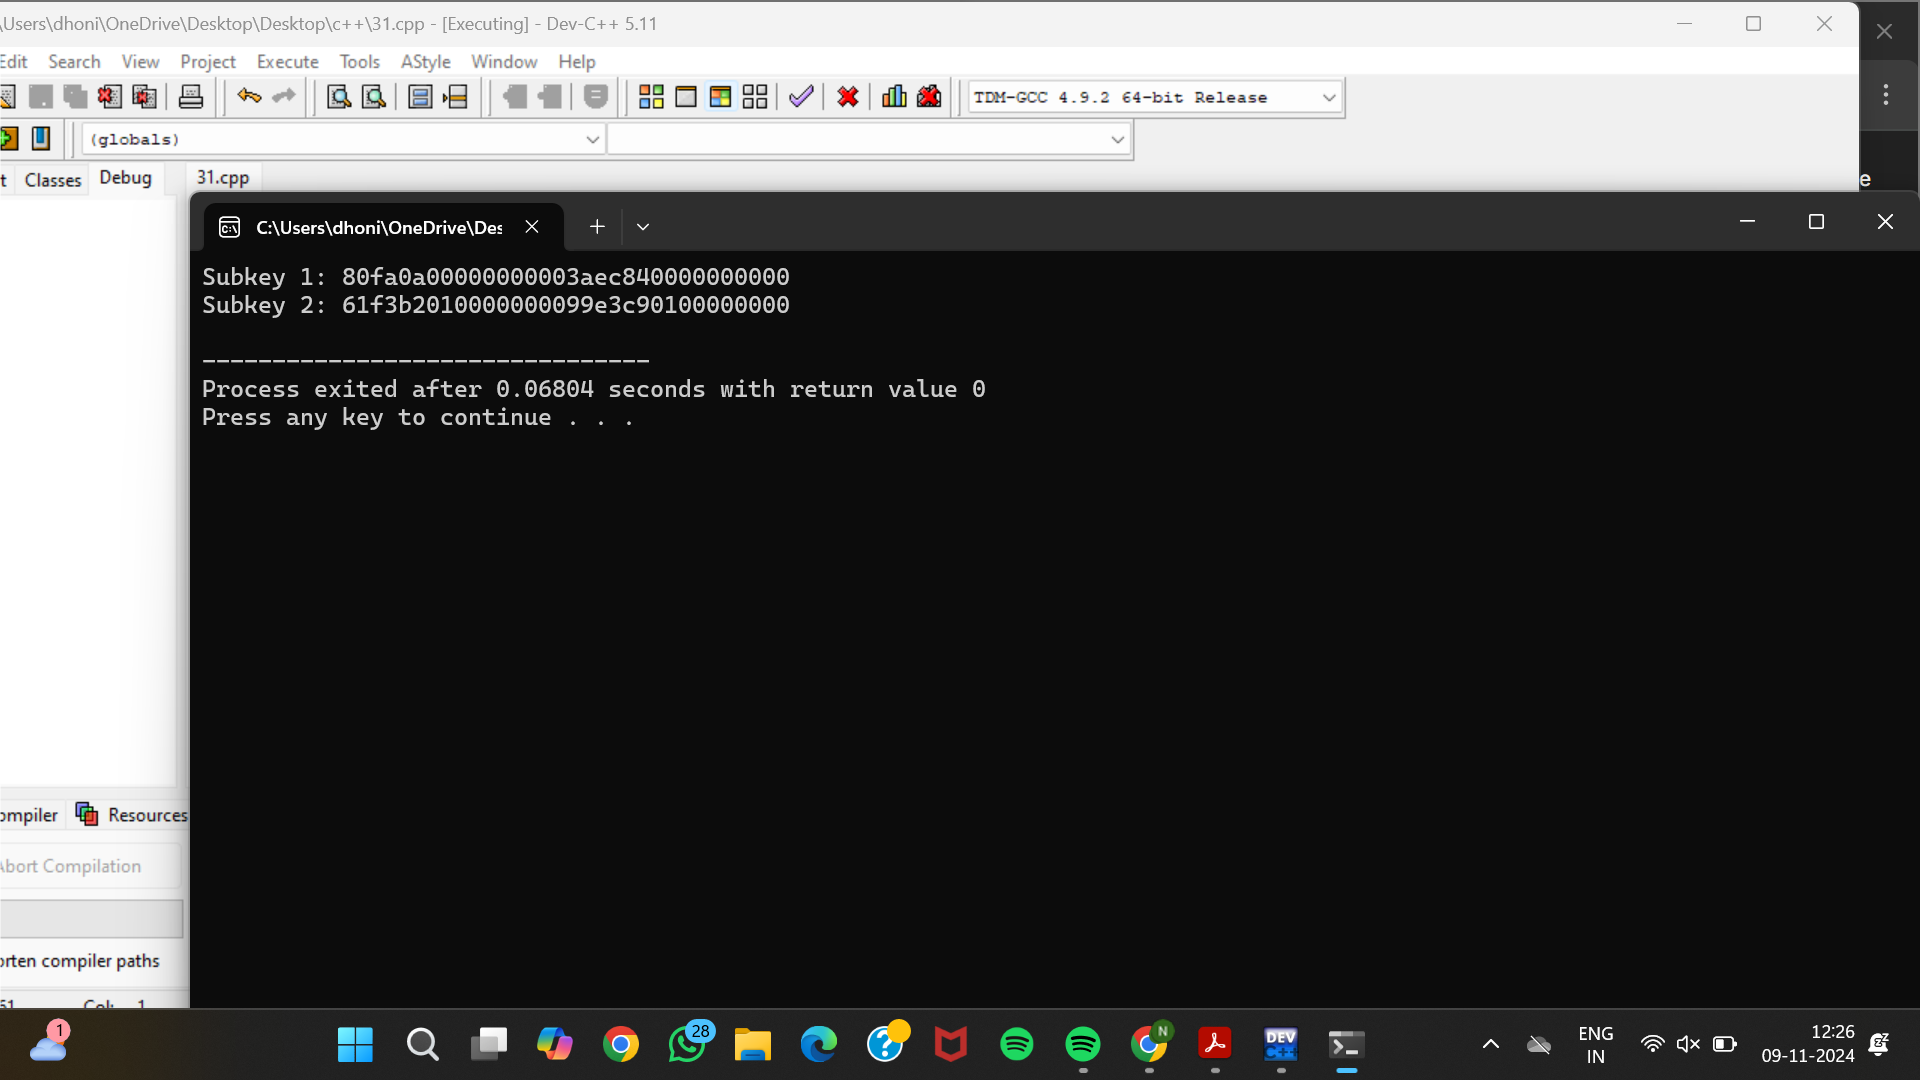 \Users\dhoni\OneDrive\Desktop\Desktop\c++\31.cpp - [Executing] - Dev-C++ 5.11
Edit Search View Project Execute Tools AStyle Window Help
TDM-GCC 4.9.2 64-bit Release
(globals)
t Classes Debug 31.cpp
e
C:\Users\dhoni\OneDrive\Des
Subkey 1: 80fa0a00000000003aec840000000000
Subkey 2: 61f3b2010000000099e3c90100000000
--------------------------------
Process exited after 0.06804 seconds with return value 0
Press any key to continue . . .
ompiler Resources
Abort Compilation
orten compiler paths
61 Col: 1
1
28
N
DEV
C++
ENG
IN
12:26
09-11-2024